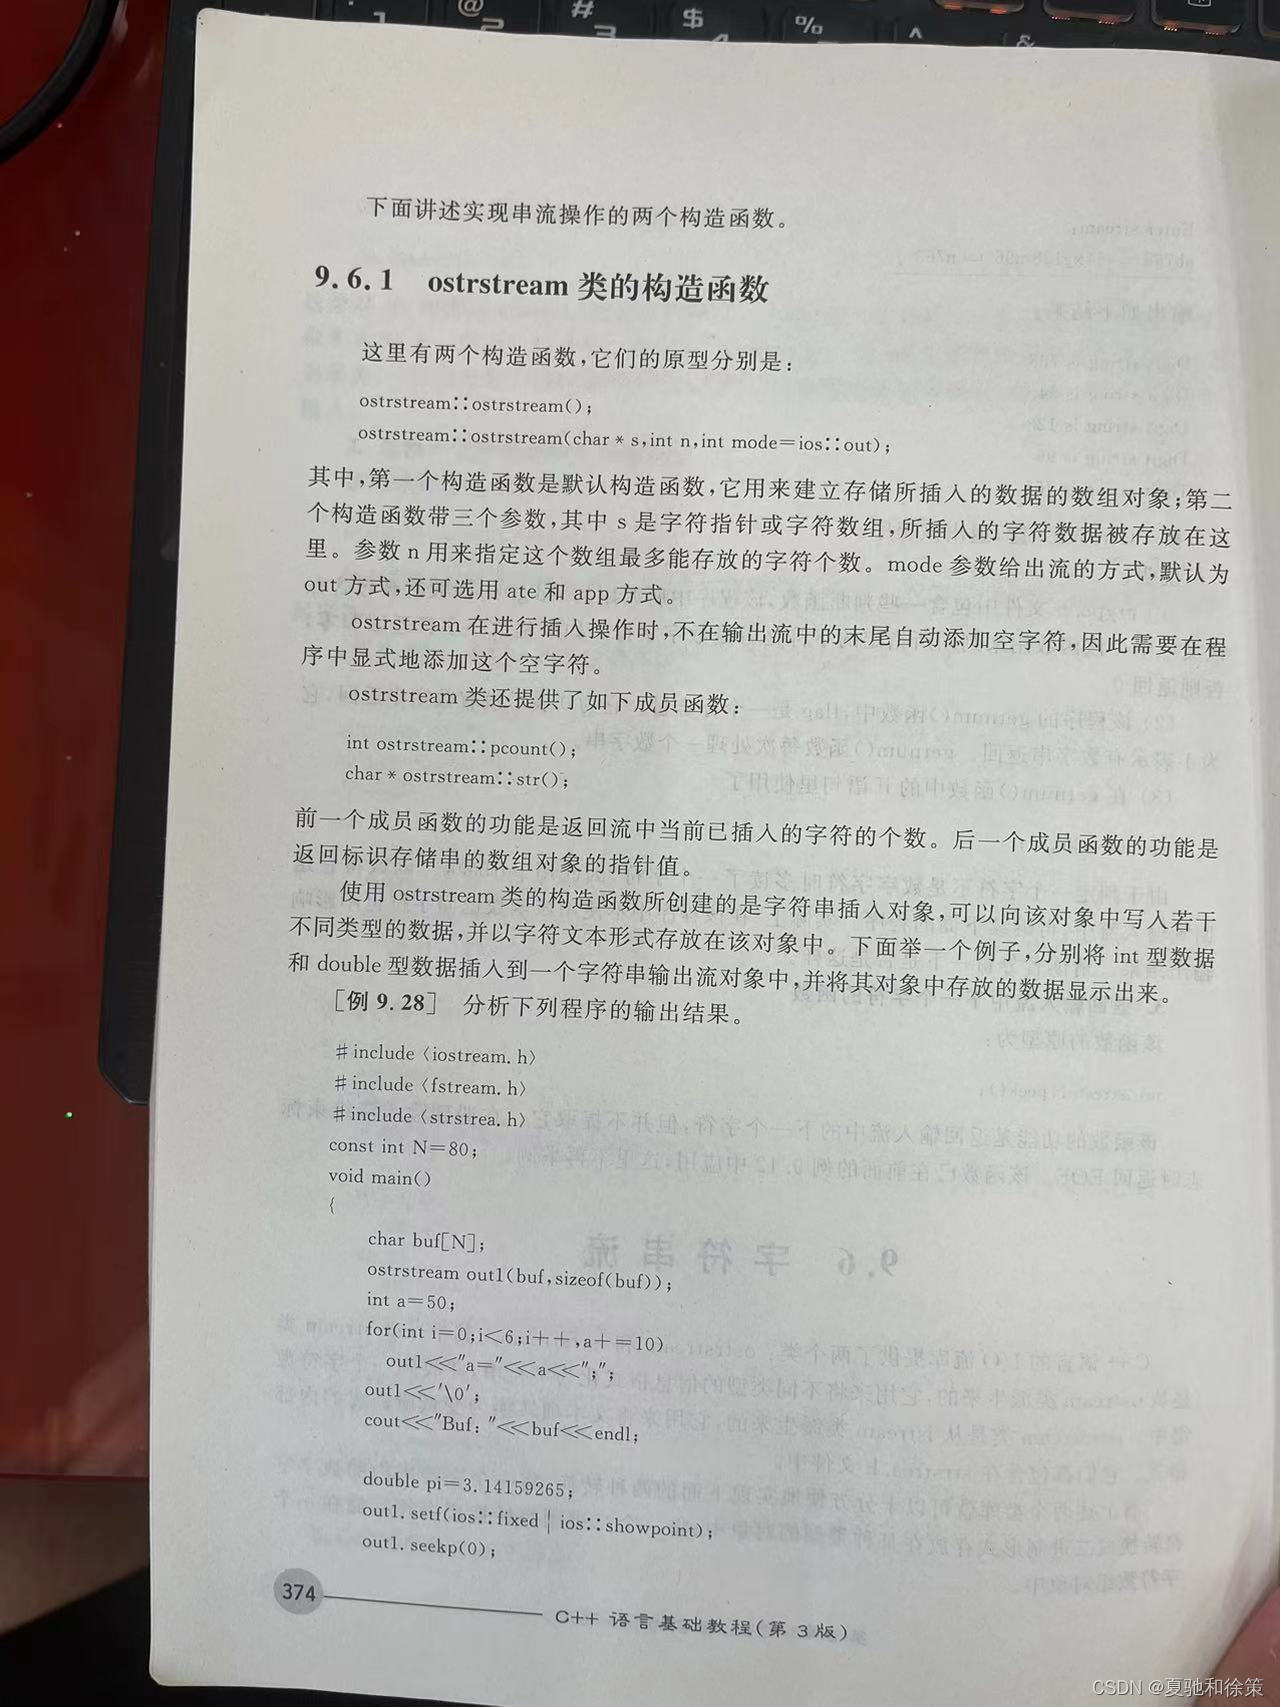 @ # $ % ^ &
1 2 3 4
下面讲述实现串流操作的两个构造函数。
9.6.1 ostrstream 类的构造函数
这里有两个构造函数,它们的原型分别是:
ostrstream::ostrstream();
ostrstream::ostrstream(char * s,int n,int mode=ios::out);
其中,第一个构造函数是默认构造函数,它用来建立存储所插入的数据的数组对象;第二
个构造函数带三个参数,其中 s 是字符指针或字符数组,所插入的字符数据被存放在这
里。参数 n 用来指定这个数组最多能存放的字符个数。mode 参数给出流的方式,默认为
out 方式,还可选用 ate 和 app 方式。
ostrstream 在进行插入操作时,不在输出流中的末尾自动添加空字符,因此需要在程
序中显式地添加这个空字符。
ostrstream 类还提供了如下成员函数:
int ostrstream::pcount();
char * ostrstream::str();
前一个成员函数的功能是返回流中当前已插入的字符的个数。后一个成员函数的功能是
返回标识存储串的数组对象的指针值。
使用 ostrstream 类的构造函数所创建的是字符串插入对象,可以向该对象中写入若干
不同类型的数据,并以字符文本形式存放在该对象中。下面举一个例子,分别将 int 型数据
和 double 型数据插入到一个字符串输出流对象中,并将其对象中存放的数据显示出来。
[例 9.28] 分析下列程序的输出结果。
#include <iostream.h>
#include <fstream.h>
#include <strstrea.h>
const int N=80;
void main()
{
char buf[N];
ostrstream out1(buf,sizeof(buf));
int a=50;
for(int i=0;i<6;i++,a+=10)
out1<<"a="<<a<<";";
out1<<'\0';
cout<<"Buf: "<<buf<<endl;
double pi=3.14159265;
out1.setf(ios::fixed | ios::showpoint);
out1.seekp(0);
374 C++ 语言基础教程(第 3 版)
CSDN @夏驰和徐策